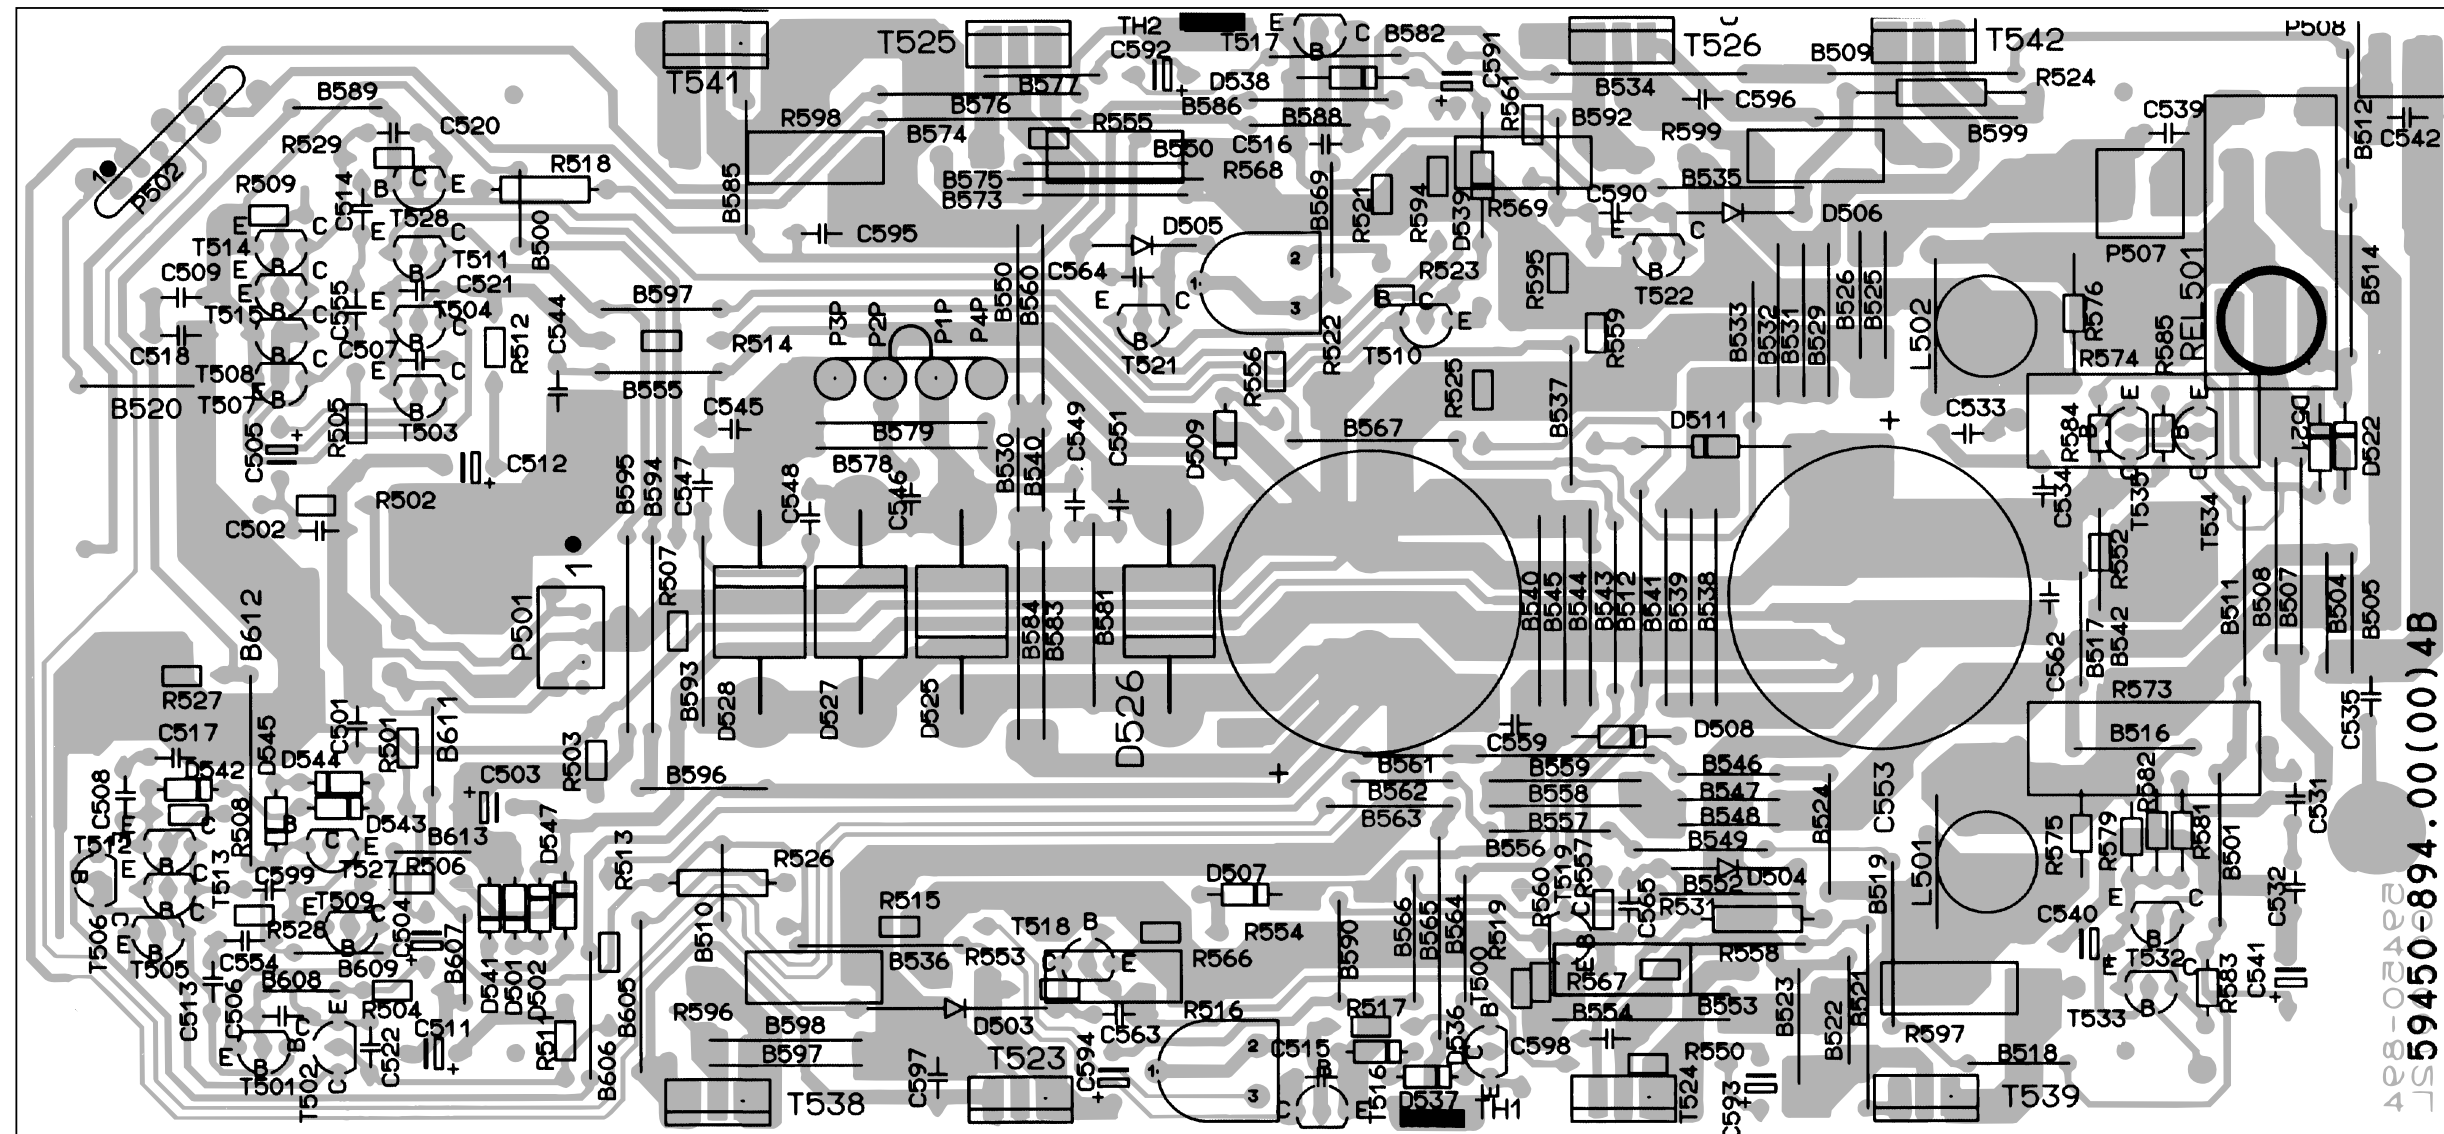 TH2 E C T517 B B582 C591 P508
T525 C592 D538 T526 B509 T542 R524
T541 B577 B534
B589 B576 B586 R561 C596 C539
R598 B574 R555 B588 B592 R599 B599 B512 C542
C520 R529 B550 C516
R518 R568
1 P502 R509 C514 B C E B575 B569 R521 R594 D539 B535 C590
T528 B500 B585 B573 R569 D506
E C E C D505
T514 B T511 B C595 E C T522 B
C509 C521 C564 R523 R595 P507 B514
E C E C B597 B550 B560 E C 1 2 3 B C E
T515 B T504 C555 C544 P3P P2P P1P P4P REL501
C518 C507 R512 R514 T521 B R522 T510 R559 B533 B532 B531 B529 B526 B525 L502 R576 R585
T508 C E C B555 R556 R525 B537 R574
T507 E B B
B520 R505 T503 C545 B579 C549 C551 D509 B567 D511 + C533 R584 E B C E B C D521 D522
C505 + C512 + B595 B594 C547 B578 B530 B540
R502 C548 C546 C534 T535 T534
C502
1 P501 R507 R552
B612 B584 B583 B581 B540 B545 B544 B543 B512 B541 B539 B538 C562 B517 B542 B511 B508 B507 B504 B505
R527 B593 D528 D527 D525 D526 R573 C535
C517 D545 D544 C501 R501 B611 R503 C559 D508 B516
C508 D542 C503 + B596 + B561 B559 B546
R508 D543 D547 B562 B558 B547 B524 C553 R582 C531
T512 C B E B613 R513 B563 B557 B548
E B T513 T527 R506 R526 B556 B549 R575 R579 R581 B501
B C C599 D507 T519 R557 D504 B519 L501
T506 C E B C E T509 C504 B510 R515 B590 B566 B565 B564 R519 R560 C565 B552 R531 E C C532
R528 B T518 B R554 C540 B
T505 C554 B609 B607 B536 R553 C E R566 R558 T532 C541
C513 B608 D541 D501 D502 T500 R567 E C R583
C506 R504 R511 B605 R596 D503 R516 R517 B B554 B553 B523 B522 B521 R597 T533 B
E C B E C522 C511 B598 C563 C515 D536 C C598
T501 B T502 C + B606 B597 C597 T523 C594 1 2 3 R550 B518
T538 + C B E T516 D537 E TH1 T524 C593 + T539
LS59450-894.00(00)4B